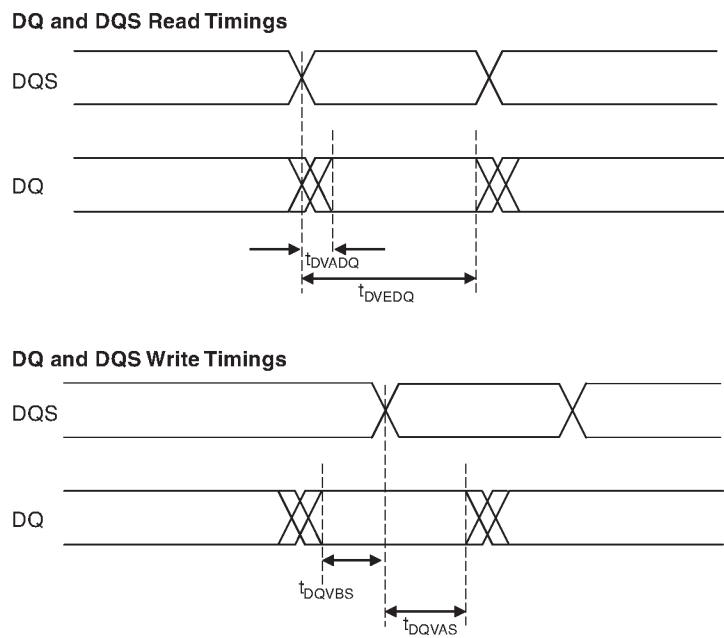 DQ and DQS Read Timings
DQS
DQ
tDVADQ
tDVEDQ
DQ and DQS Write Timings
DQS
DQ
tDQVBS
tDQVAS